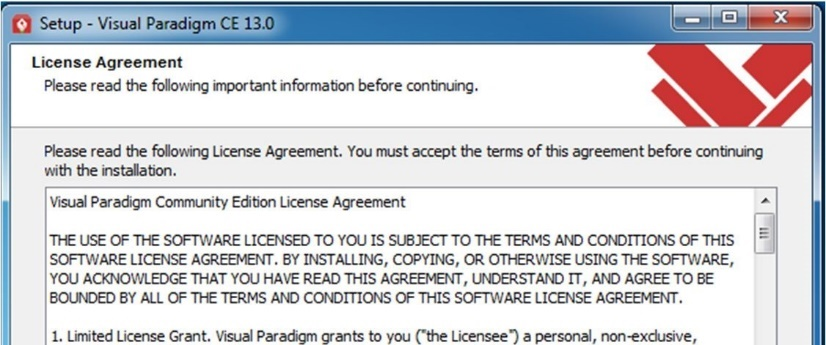 Setup - Visual Paradigm CE 13.0
License Agreement
Please read the following important information before continuing.
Please read the following License Agreement. You must accept the terms of this agreement before continuing
with the installation.
Visual Paradigm Community Edition License Agreement
THE USE OF THE SOFTWARE LICENSED TO YOU IS SUBJECT TO THE TERMS AND CONDITIONS OF THIS
SOFTWARE LICENSE AGREEMENT. BY INSTALLING, COPYING, OR OTHERWISE USING THE SOFTWARE,
YOU ACKNOWLEDGE THAT YOU HAVE READ THIS AGREEMENT, UNDERSTAND IT, AND AGREE TO BE
BOUNDED BY ALL OF THE TERMS AND CONDITIONS OF THIS SOFTWARE LICENSE AGREEMENT.
1. Limited License Grant. Visual Paradigm grants to you ("the Licensee") a personal, non-exclusive,